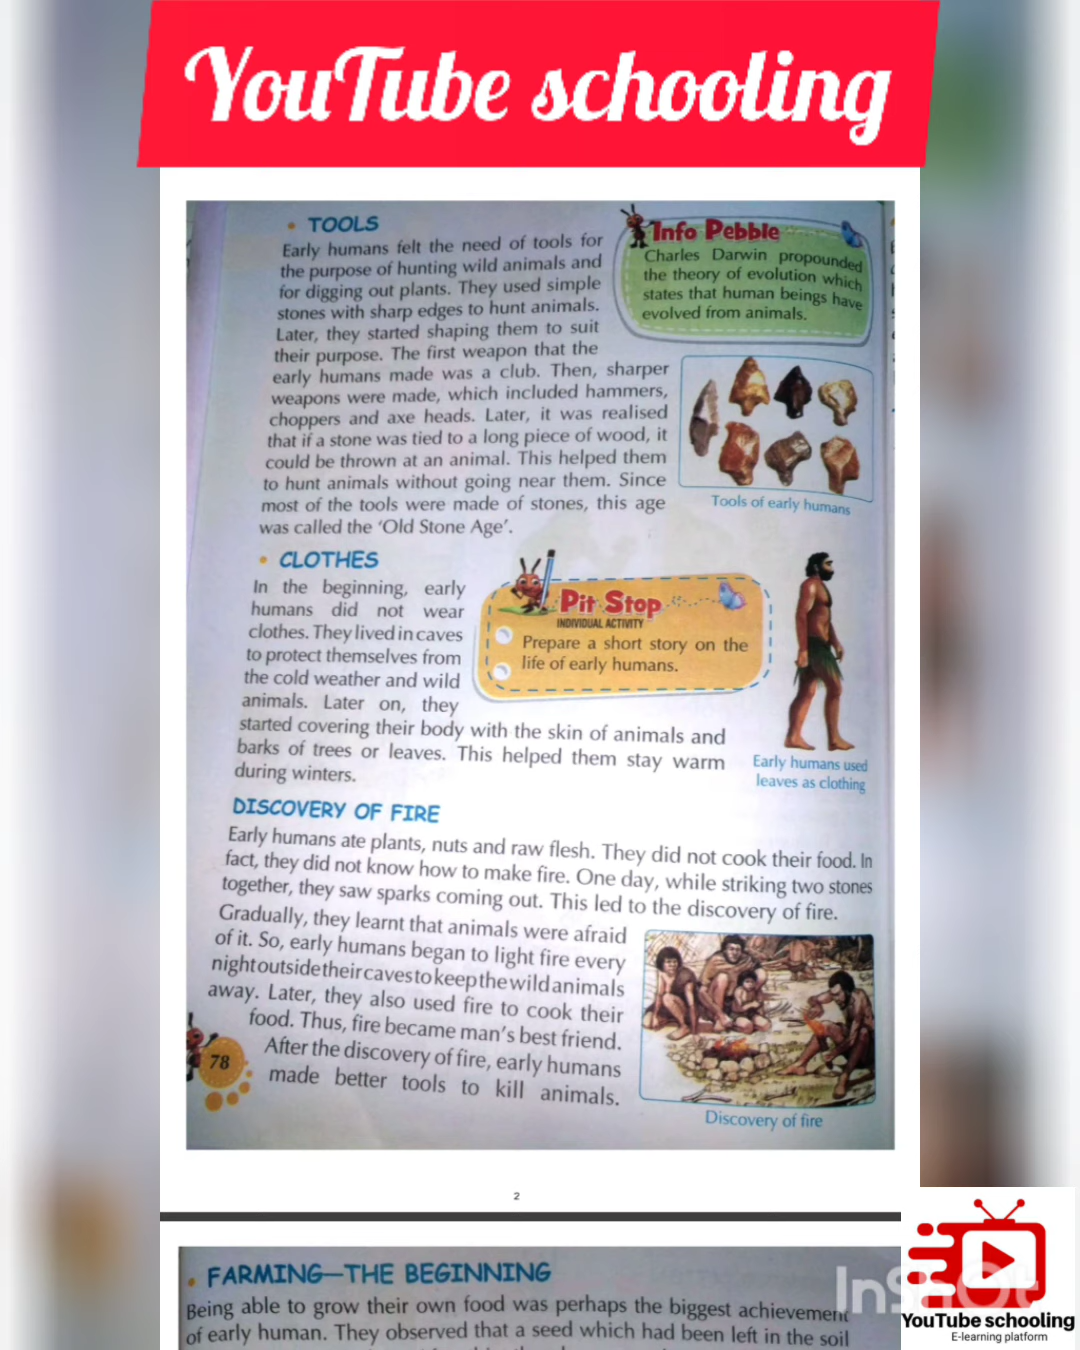 YouTube schooling
• TOOLS
Early humans felt the need of tools for
the purpose of hunting wild animals and
for digging out plants. They used simple
stones with sharp edges to hunt animals.
Later, they started shaping them to suit
their purpose. The first weapon that the
early humans made was a club. Then, sharper
weapons were made, which included hammers,
choppers and axe heads. Later, it was realised
that if a stone was tied to a long piece of wood, it
could be thrown at an animal. This helped them
to hunt animals without going near them. Since
most of the tools were made of stones, this age
was called the ‘Old Stone Age’.
Info Pebble
Charles Darwin propounded
the theory of evolution which
states that human beings have
evolved from animals.
Tools of early humans
• CLOTHES
In the beginning, early
humans did not wear
clothes. They lived in caves
to protect themselves from
the cold weather and wild
animals. Later on, they
started covering their body with the skin of animals and
barks of trees or leaves. This helped them stay warm
during winters.
Pit Stop
INDIVIDUAL ACTIVITY
Prepare a short story on the
life of early humans.
Early humans used
leaves as clothing
DISCOVERY OF FIRE
Early humans ate plants, nuts and raw flesh. They did not cook their food. In
fact, they did not know how to make fire. One day, while striking two stones
together, they saw sparks coming out. This led to the discovery of fire.
Gradually, they learnt that animals were afraid
of it. So, early humans began to light fire every
night outside their caves to keep the wild animals
away. Later, they also used fire to cook their
food. Thus, fire became man’s best friend.
After the discovery of fire, early humans
made better tools to kill animals.
78
Discovery of fire
2
• FARMING—THE BEGINNING
Being able to grow their own food was perhaps the biggest achievement
of early human. They observed that a seed which had been left in the soil
InShOt
YouTube schooling
E-learning platform